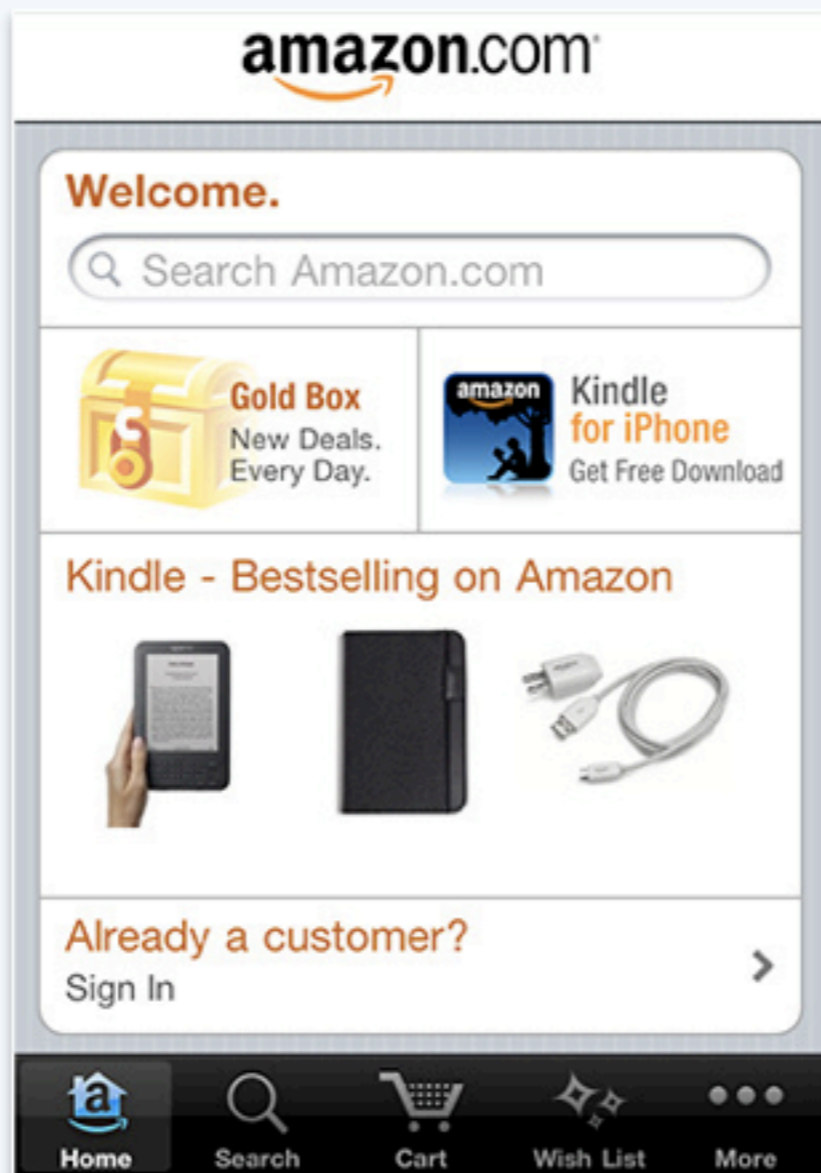 amazon.com
Welcome.
Search Amazon.com
Gold Box
New Deals.
Every Day.
amazon
Kindle
for iPhone
Get Free Download
Kindle - Bestselling on Amazon
Already a customer?
Sign In
a
Home
Search
Cart
Wish List
More